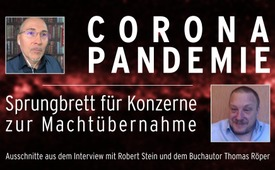 CORONA
PANDEMIE
Sprungbrett für Konzerne
zur Machtübernahme
Ausschnitte aus dem Interview mit Robert Stein und dem Buchautor Thomas Röper